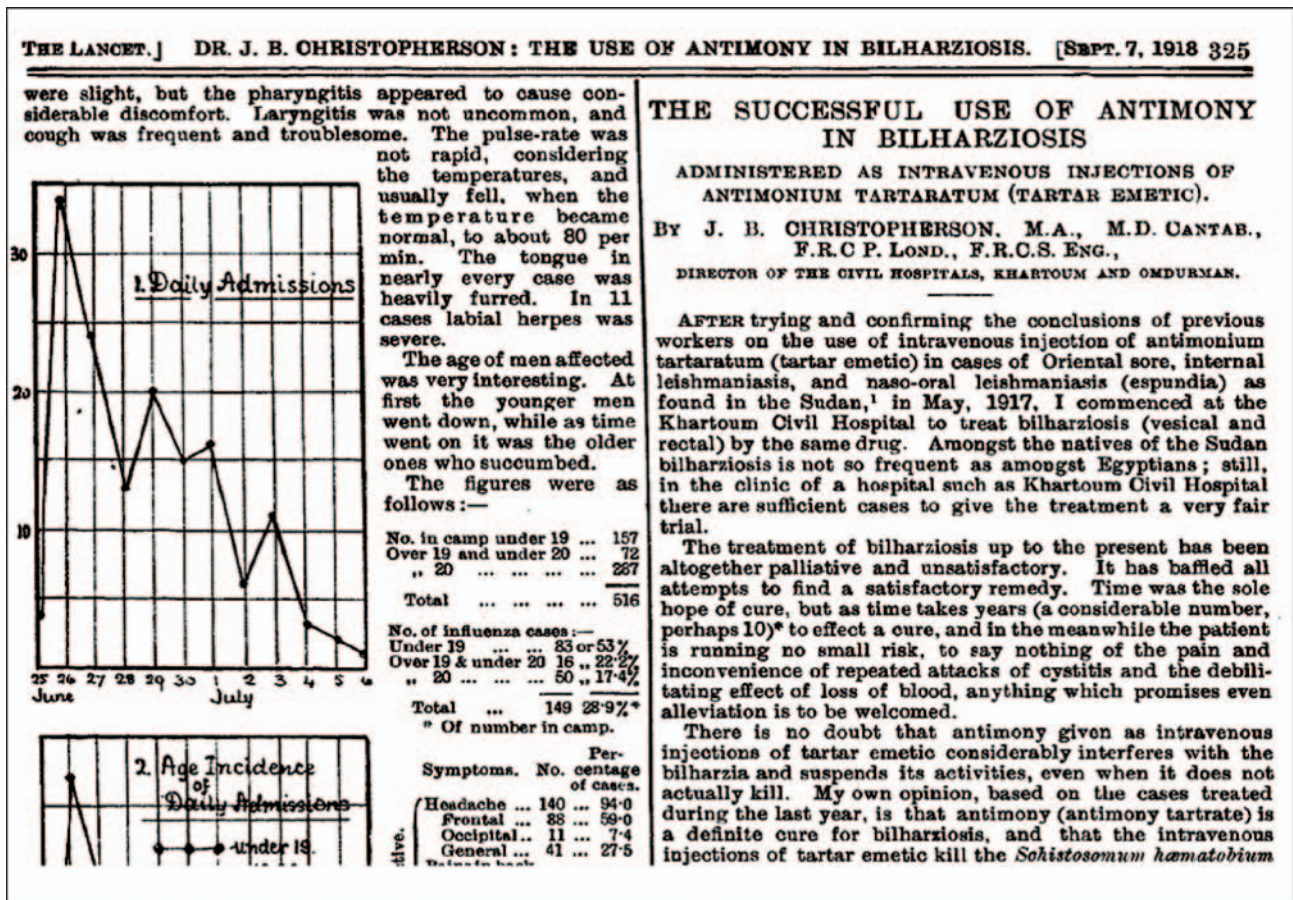 THE LANCET.] DR. J. B. CHRISTOPHERSON: THE USE OF ANTIMONY IN BILHARZIOSIS. [SEPT. 7, 1918 325
were slight, but the pharyngitis appeared to cause con-
siderable discomfort. Laryngitis was not uncommon, and
cough was frequent and troublesome. The pulse-rate was
not rapid, considering
the temperatures, and
usually fell, when the
temperature became
normal, to about 80 per
min. The tongue in
nearly every case was
heavily furred. In 11
cases labial herpes was
severe.
The age of men affected
was very interesting. At
first the younger men
went down, while as time
went on it was the older
ones who succumbed.
The figures were as
follows:—
No. in camp under 19 ... 157
Over 19 and under 20 ... 72
„ 20 ... ... ... ... 287
Total ... ... ... ... 516
No. of influenza cases:—
Under 19 ... ... 83 or 53%
Over 19 & under 20 16 „ 22·2%
„ 20 ... ... ... 50 „ 17·4%
Total ... 149 28·9%*
* Of number in camp.
Symptoms. No. Per-
centage
of cases.
Headache ... 140 ... 94·0
Frontal ... 88 ... 59·0
Occipital.. 11 ... 7·4
General ... 41 ... 27·5
1. Daily Admissions
30
20
10
25 26 27 28 29 30 1 2 3 4 5 6
June July
2. Age Incidence
of
Daily Admissions
under 19.
THE SUCCESSFUL USE OF ANTIMONY
IN BILHARZIOSIS
ADMINISTERED AS INTRAVENOUS INJECTIONS OF
ANTIMONIUM TARTARATUM (TARTAR EMETIC).
BY J. B. CHRISTOPHERSON, M.A., M.D. CANTAB.,
F.R.C P. LOND., F.R.C.S. ENG.,
DIRECTOR OF THE CIVIL HOSPITALS, KHARTOUM AND OMDURMAN.
AFTER trying and confirming the conclusions of previous
workers on the use of intravenous injection of antimonium
tartaratum (tartar emetic) in cases of Oriental sore, internal
leishmaniasis, and naso-oral leishmaniasis (espundia) as
found in the Sudan,¹ in May, 1917, I commenced at the
Khartoum Civil Hospital to treat bilharziosis (vesical and
rectal) by the same drug. Amongst the natives of the Sudan
bilharziosis is not so frequent as amongst Egyptians; still,
in the clinic of a hospital such as Khartoum Civil Hospital
there are sufficient cases to give the treatment a very fair
trial.
The treatment of bilharziosis up to the present has been
altogether palliative and unsatisfactory. It has baffled all
attempts to find a satisfactory remedy. Time was the sole
hope of cure, but as time takes years (a considerable number,
perhaps 10)* to effect a cure, and in the meanwhile the patient
is running no small risk, to say nothing of the pain and
inconvenience of repeated attacks of cystitis and the debili-
tating effect of loss of blood, anything which promises even
alleviation is to be welcomed.
There is no doubt that antimony given as intravenous
injections of tartar emetic considerably interferes with the
bilharzia and suspends its activities, even when it does not
actually kill. My own opinion, based on the cases treated
during the last year, is that antimony (antimony tartrate) is
a definite cure for bilharziosis, and that the intravenous
injections of tartar emetic kill the Schistosomum hæmatobium